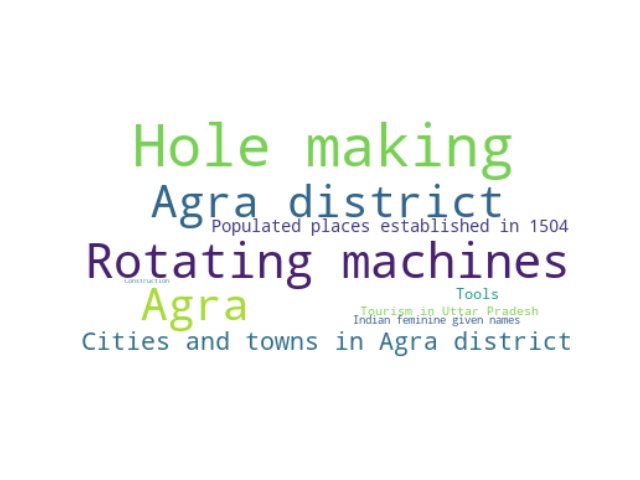 Hole making
Agra district
Populated places established in 1504
Rotating machines
Construction
Agra
Tools
Tourism in Uttar Pradesh
Indian feminine given names
Cities and towns in Agra district